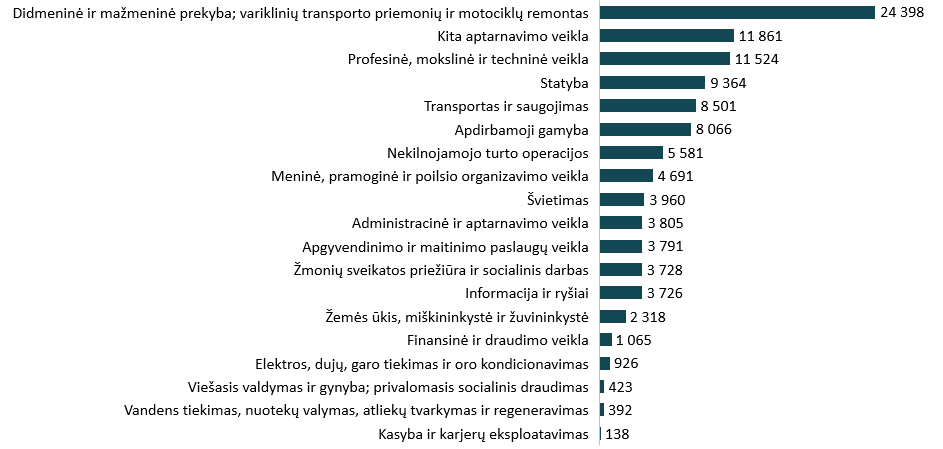 Didmeninė ir mažmeninė prekyba; variklinių transporto priemonių ir motociklų remontas 24 398
Kita aptarnavimo veikla 11 861
Profesinė, mokslinė ir techninė veikla 11 524
Statyba 9 364
Transportas ir saugojimas 8 501
Apdirbamoji gamyba 8 066
Nekilnojamojo turto operacijos 5 581
Meninė, pramoginė ir poilsio organizavimo veikla 4 691
Švietimas 3 960
Administracinė ir aptarnavimo veikla 3 805
Apgyvendinimo ir maitinimo paslaugų veikla 3 791
Žmonių sveikatos priežiūra ir socialinis darbas 3 728
Informacija ir ryšiai 3 726
Žemės ūkis, miškininkystė ir žuvininkystė 2 318
Finansinė ir draudimo veikla 1 065
Elektros, dujų, garo tiekimas ir oro kondicionavimas 926
Viešasis valdymas ir gynyba; privalomasis socialinis draudimas 423
Vandens tiekimas, nuotekų valymas, atliekų tvarkymas ir regeneravimas 392
Kasyba ir karjerų eksploatavimas 138